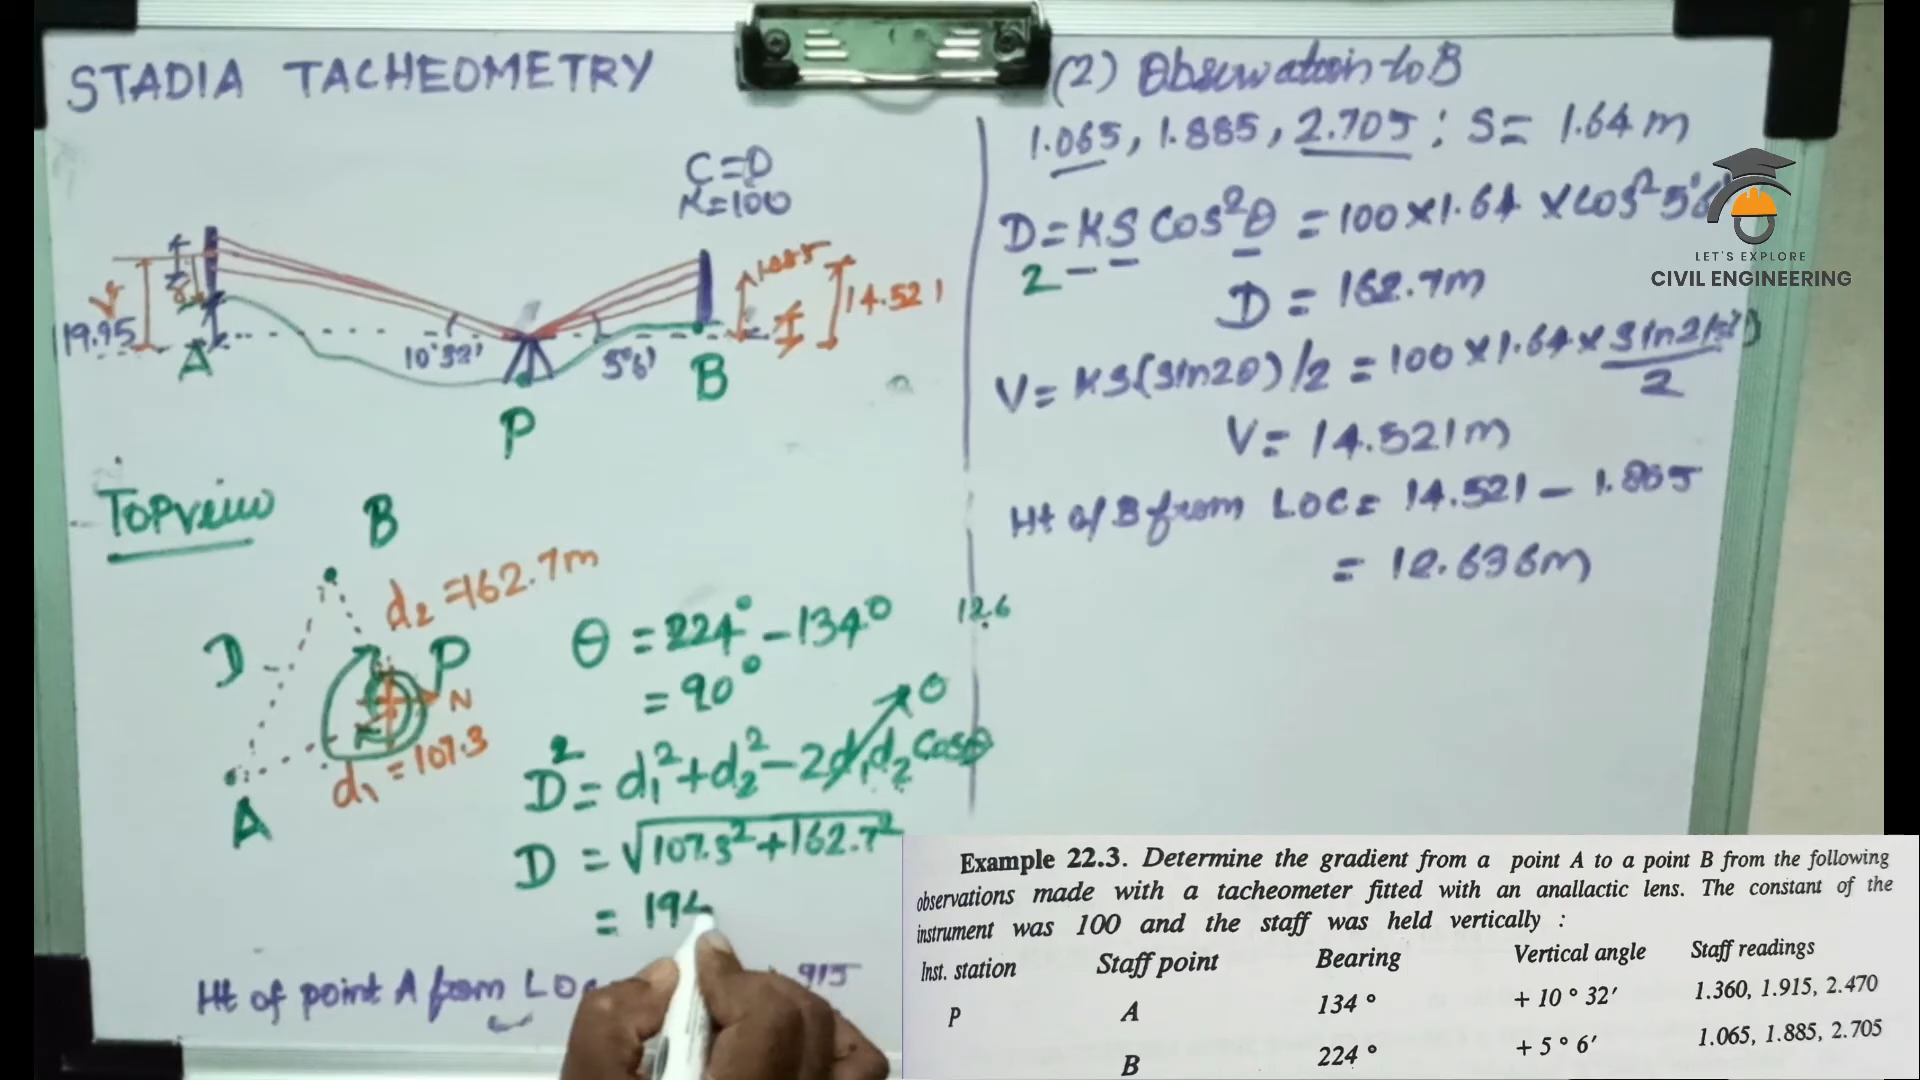 STADIA TACHEOMETRY
C=0
K=100
19.95
A
10°32'
P
5°6'
B
1.885
14.521
Topview
B
d2 = 162.7m
D
P
N
d1 = 107.3
A
θ = 224° - 134°
= 90°
12.6
0
D² = d1² + d2² - 2d1d2 Cosθ
D = √107.3² + 162.7²
= 194
Ht of point A from LOC
915
(2) Observation to B
1.065, 1.885, 2.705 ; S = 1.64 m
D = KS Cos²θ = 100 × 1.64 × Cos² 5°6'
2
D = 162.7m
V = KS(Sin2θ)/2 = 100 × 1.64 ×
2
V = 14.521m
Ht of B from LOC = 14.521 - 1.885
= 12.636m
LET'S EXPLORE
CIVIL ENGINEERING
Example 22.3. Determine the gradient from a point A to a point B from the following
observations made with a tacheometer fitted with an anallactic lens. The constant of the
instrument was 100 and the staff was held vertically :
Inst. station Staff point Bearing Vertical angle Staff readings
P A 134 ° + 10 ° 32′ 1.360, 1.915, 2.470
B 224 ° + 5 ° 6′ 1.065, 1.885, 2.705